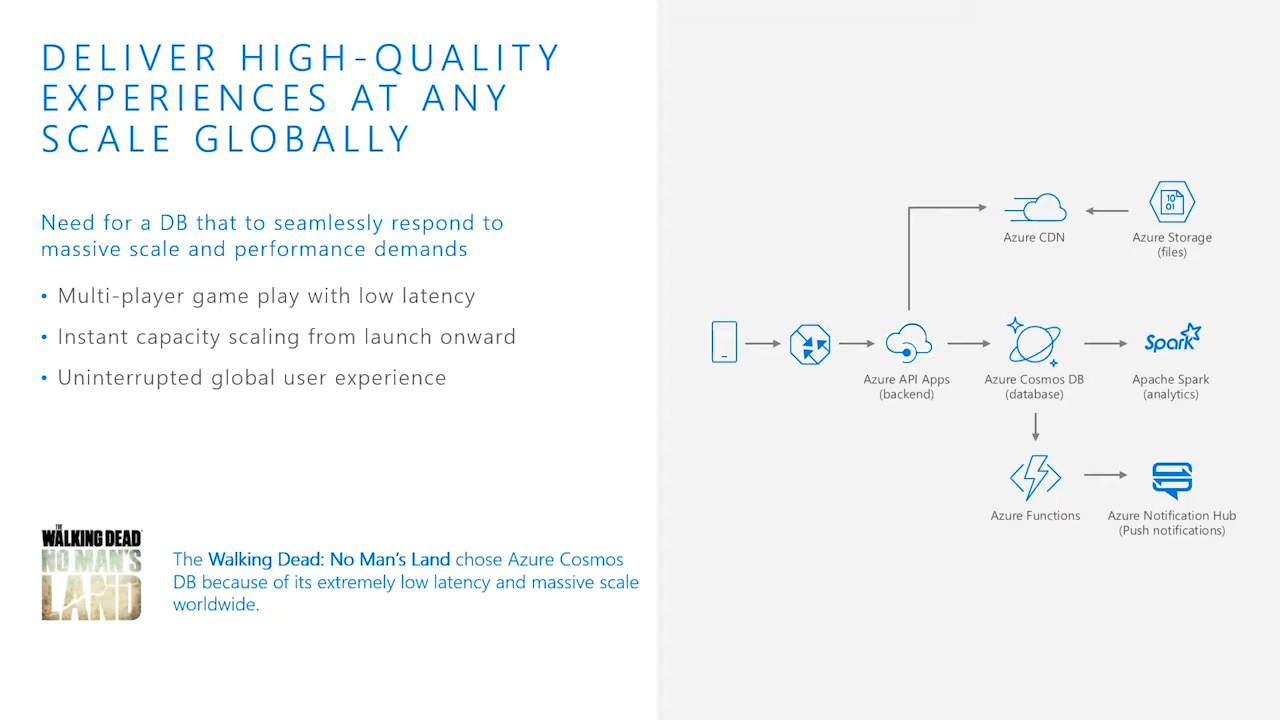 DELIVER HIGH-QUALITY
EXPERIENCES AT ANY
SCALE GLOBALLY
Need for a DB that to seamlessly respond to
massive scale and performance demands
• Multi-player game play with low latency
• Instant capacity scaling from launch onward
• Uninterrupted global user experience
THE
WALKING DEAD
NO MAN'S
LAND
The Walking Dead: No Man's Land chose Azure Cosmos
DB because of its extremely low latency and massive scale
worldwide.
Azure CDN
10
01
Azure Storage
(files)
Azure API Apps
(backend)
Azure Cosmos DB
(database)
Spark
Apache Spark
(analytics)
Azure Functions
Azure Notification Hub
(Push notifications)